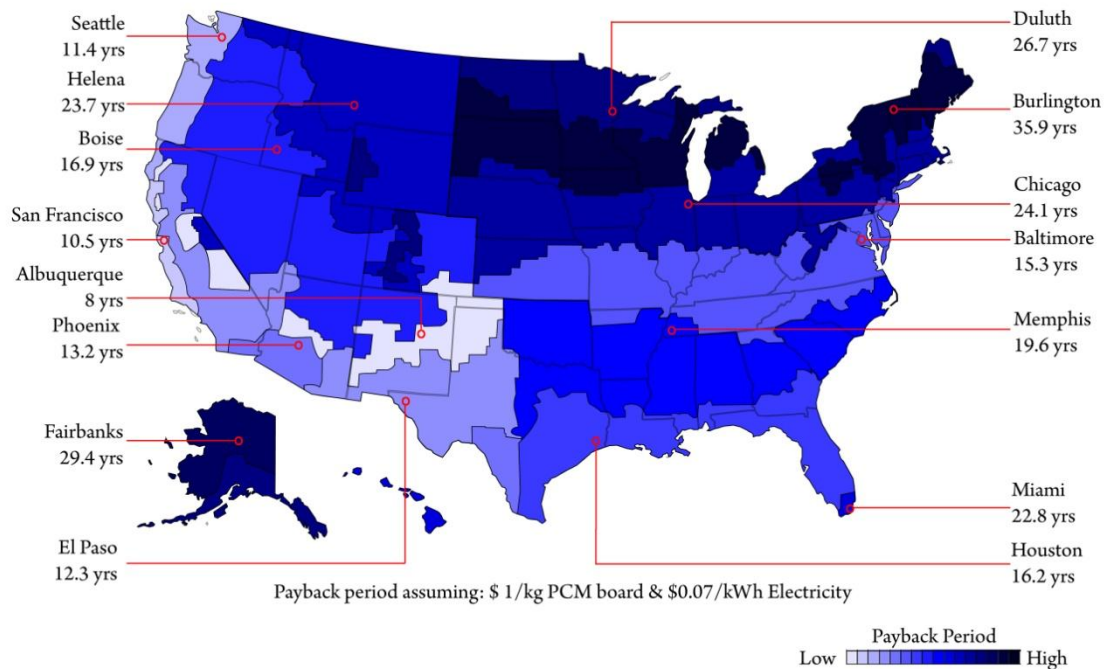 Seattle
11.4 yrs
Helena
23.7 yrs
Boise
16.9 yrs
San Francisco
10.5 yrs
Albuquerque
8 yrs
Phoenix
13.2 yrs
Fairbanks
29.4 yrs
El Paso
12.3 yrs
Duluth
26.7 yrs
Burlington
35.9 yrs
Chicago
24.1 yrs
Baltimore
15.3 yrs
Memphis
19.6 yrs
Miami
22.8 yrs
Houston
16.2 yrs
Payback period assuming: $ 1/kg PCM board & $0.07/kWh Electricity
Payback Period
Low High